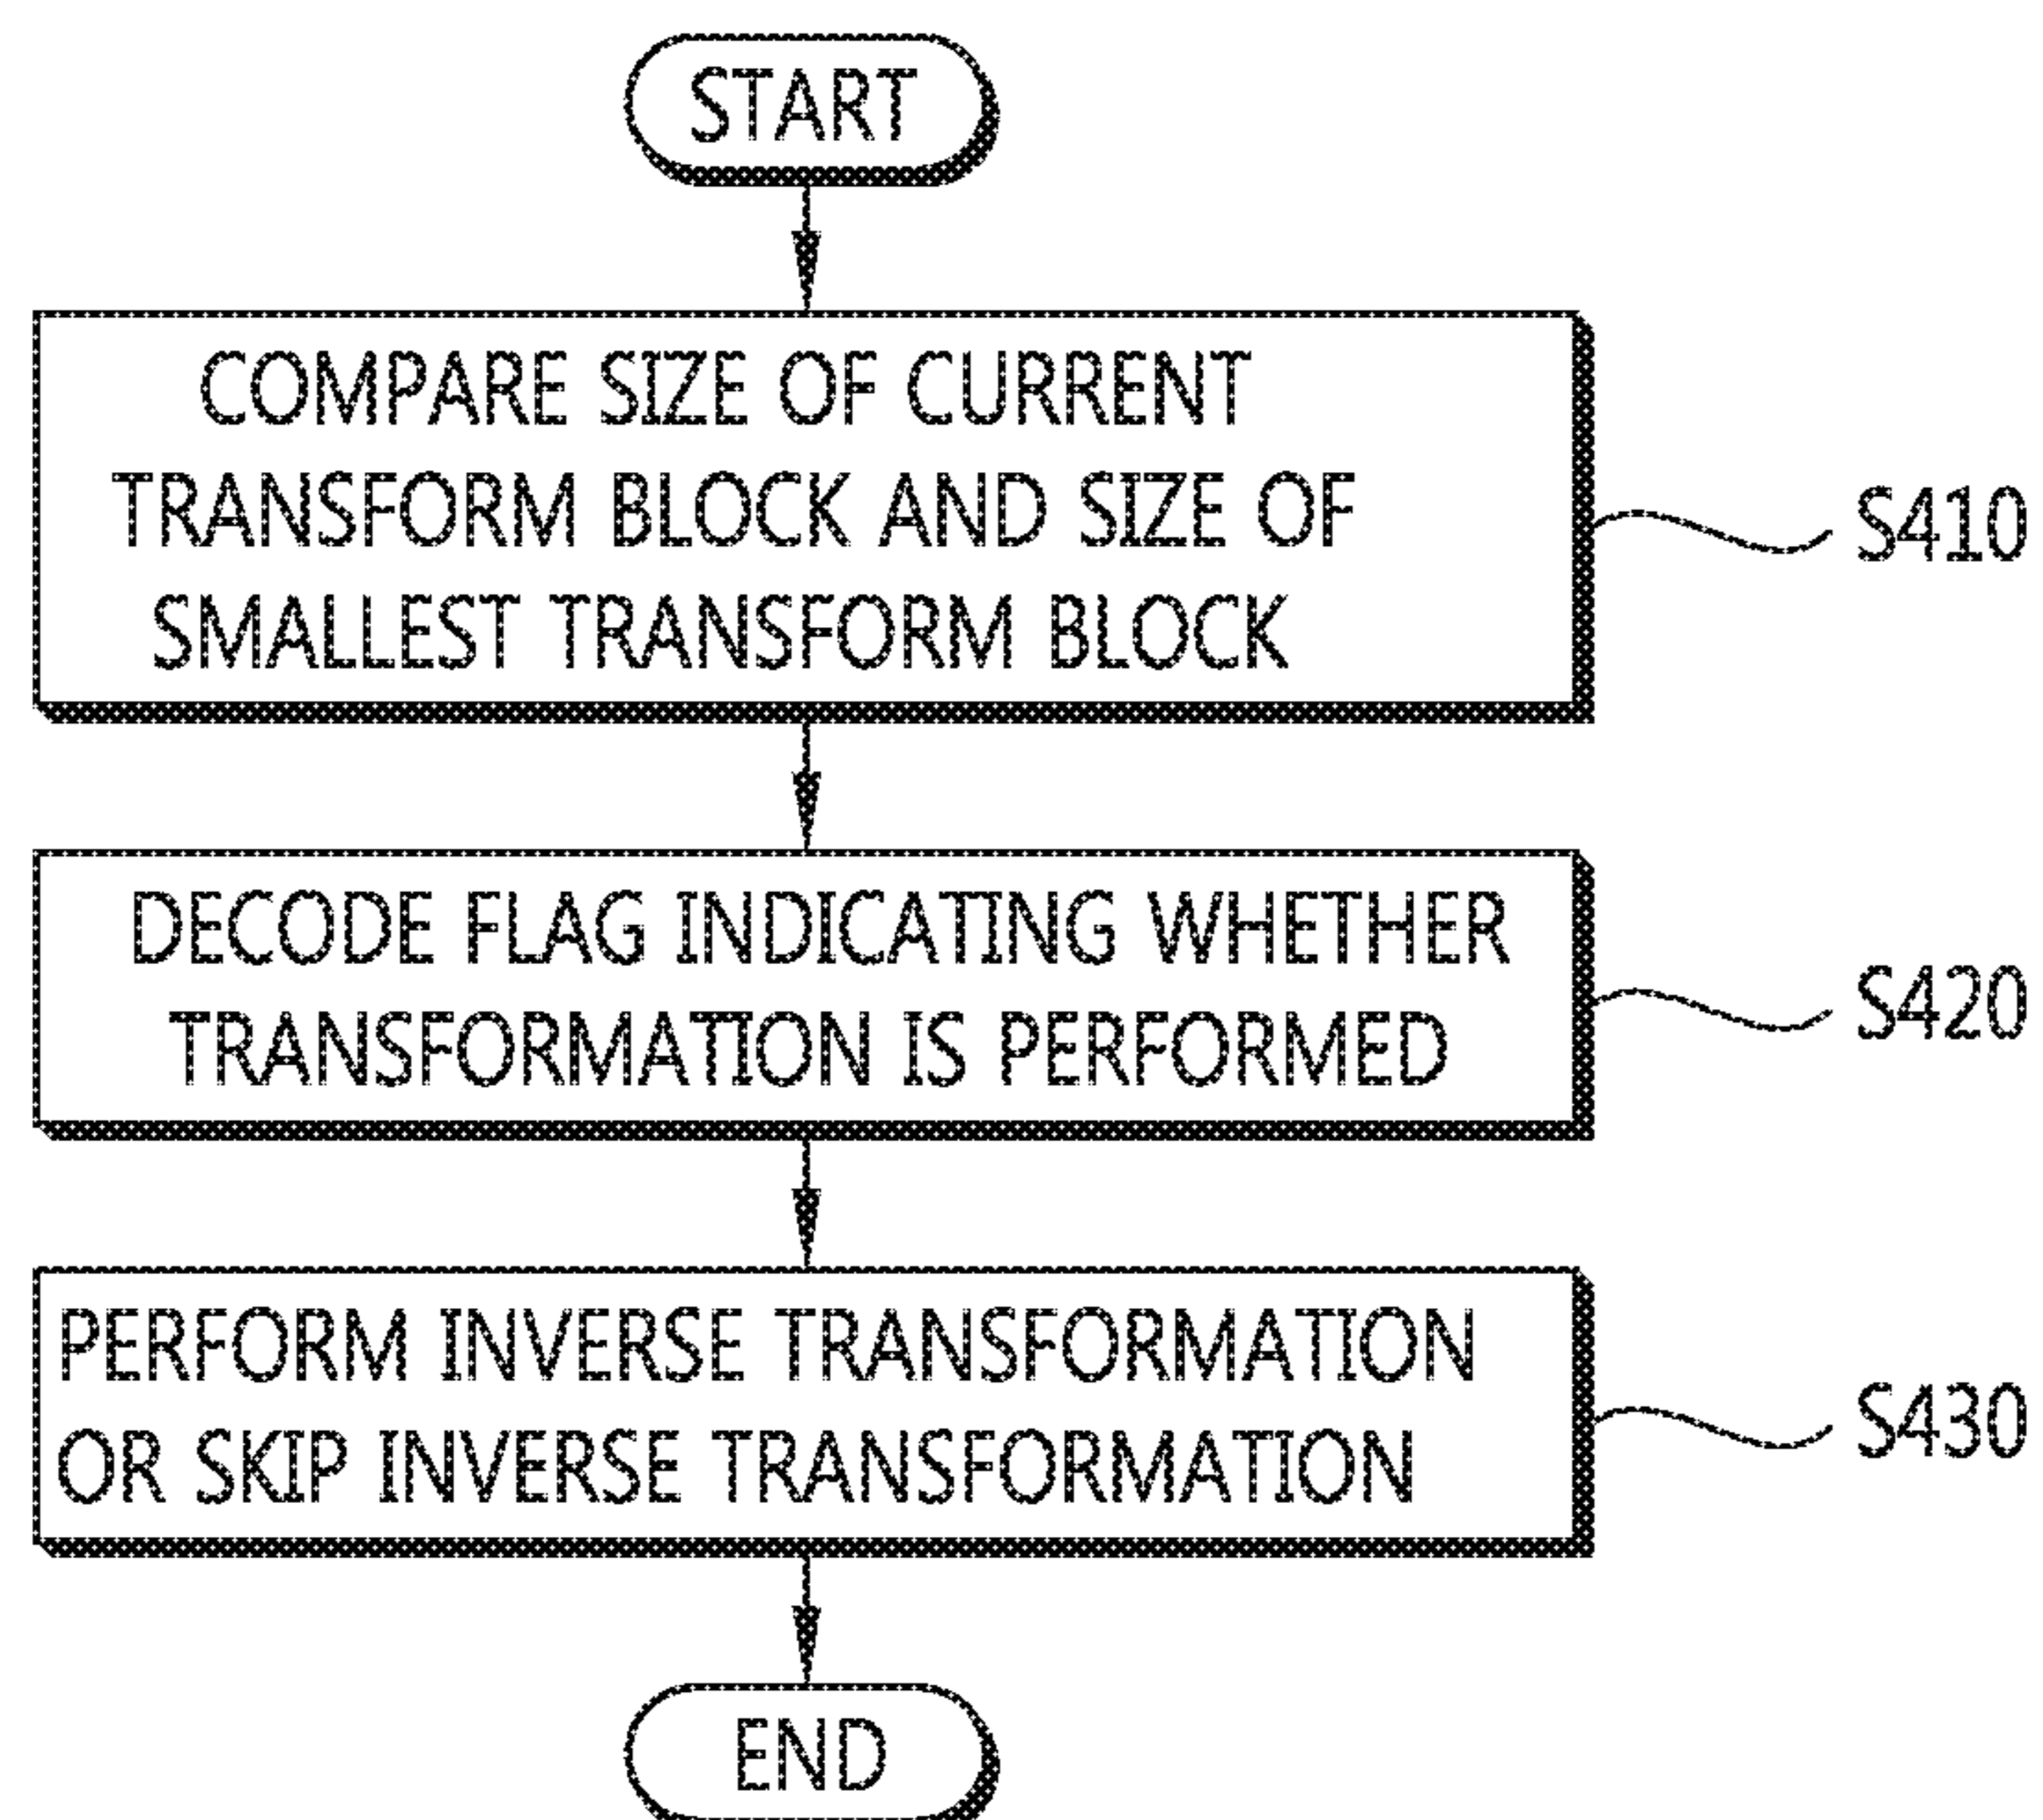 START
COMPARE SIZE OF CURRENT
TRANSFORM BLOCK AND SIZE OF
SMALLEST TRANSFORM BLOCK
S410
DECODE FLAG INDICATING WHETHER
TRANSFORMATION IS PERFORMED
S420
PERFORM INVERSE TRANSFORMATION
OR SKIP INVERSE TRANSFORMATION
S430
END